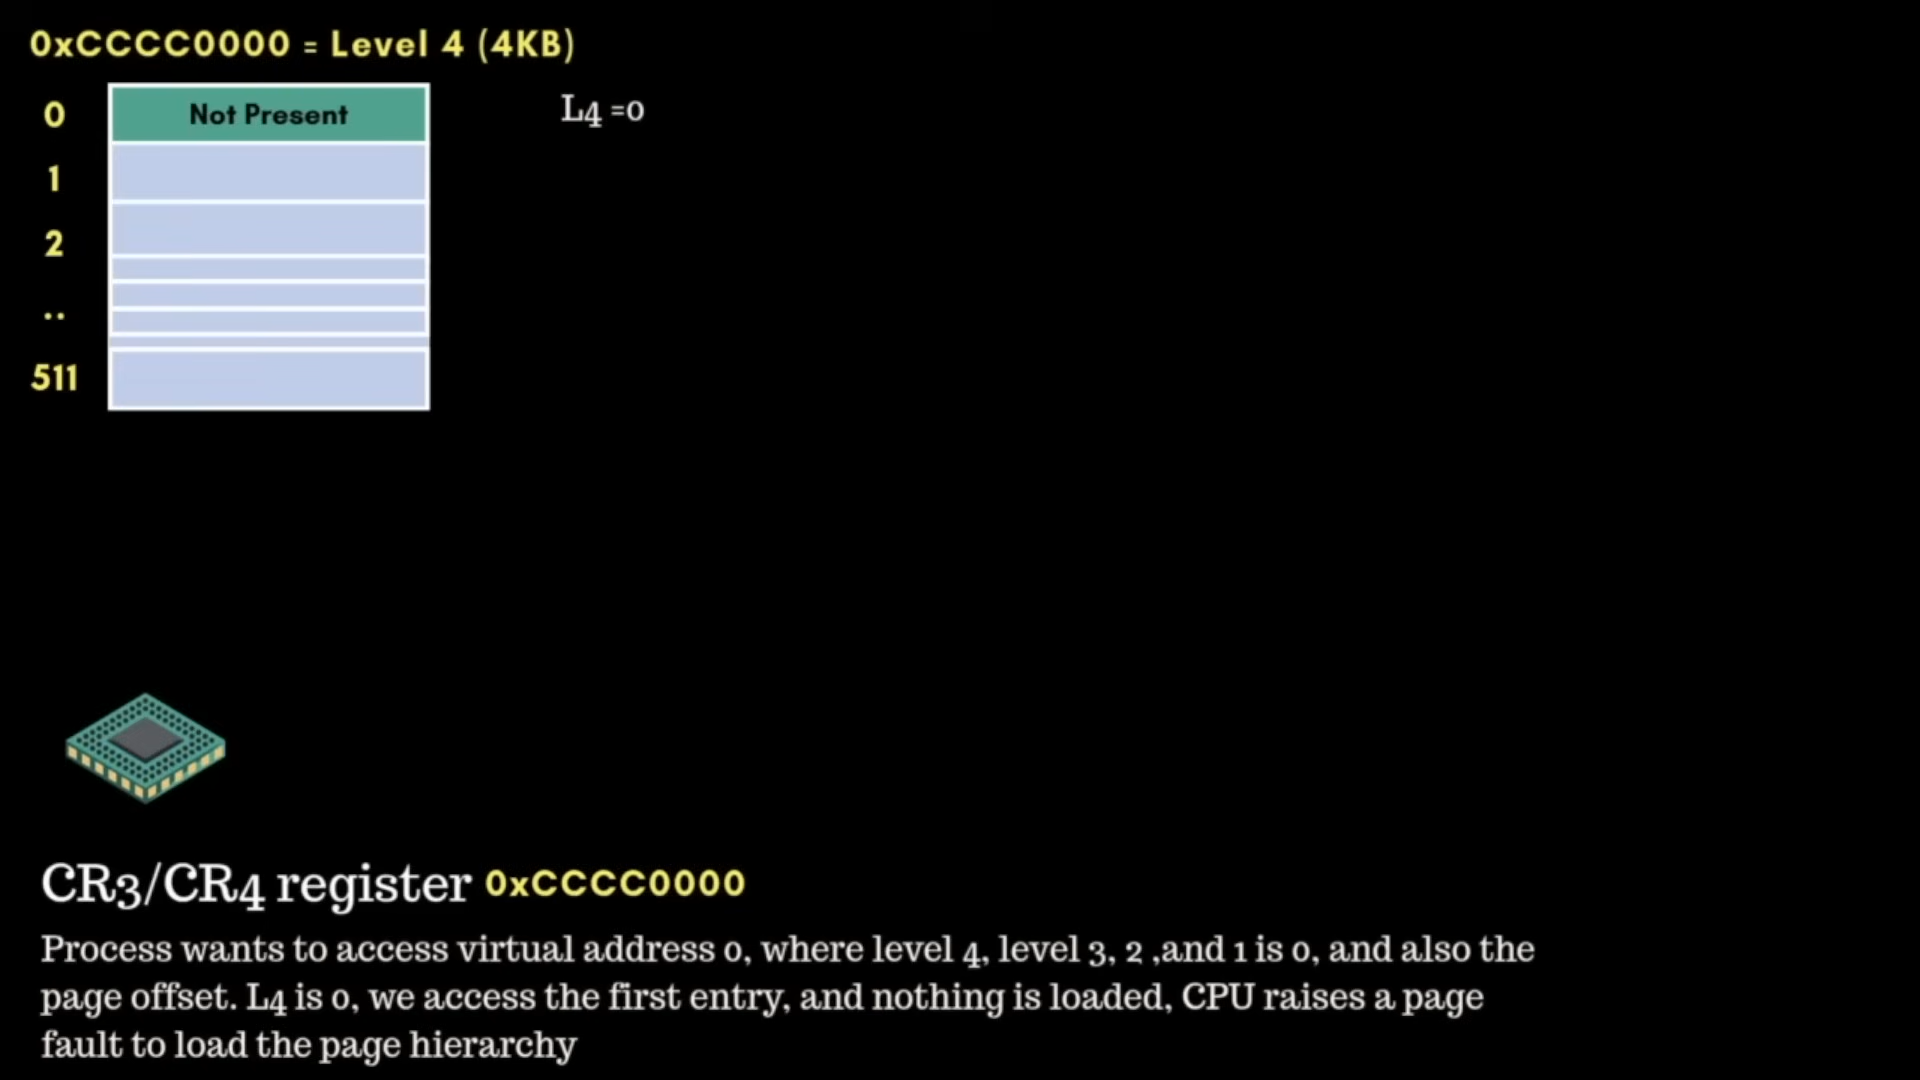 0xCCCC0000 = Level 4 (4KB)
0
Not Present
L4 =0
1
2
..
511
CR3/CR4 register 0xCCCC0000
Process wants to access virtual address 0, where level 4, level 3, 2 ,and 1 is 0, and also the
page offset. L4 is 0, we access the first entry, and nothing is loaded, CPU raises a page
fault to load the page hierarchy